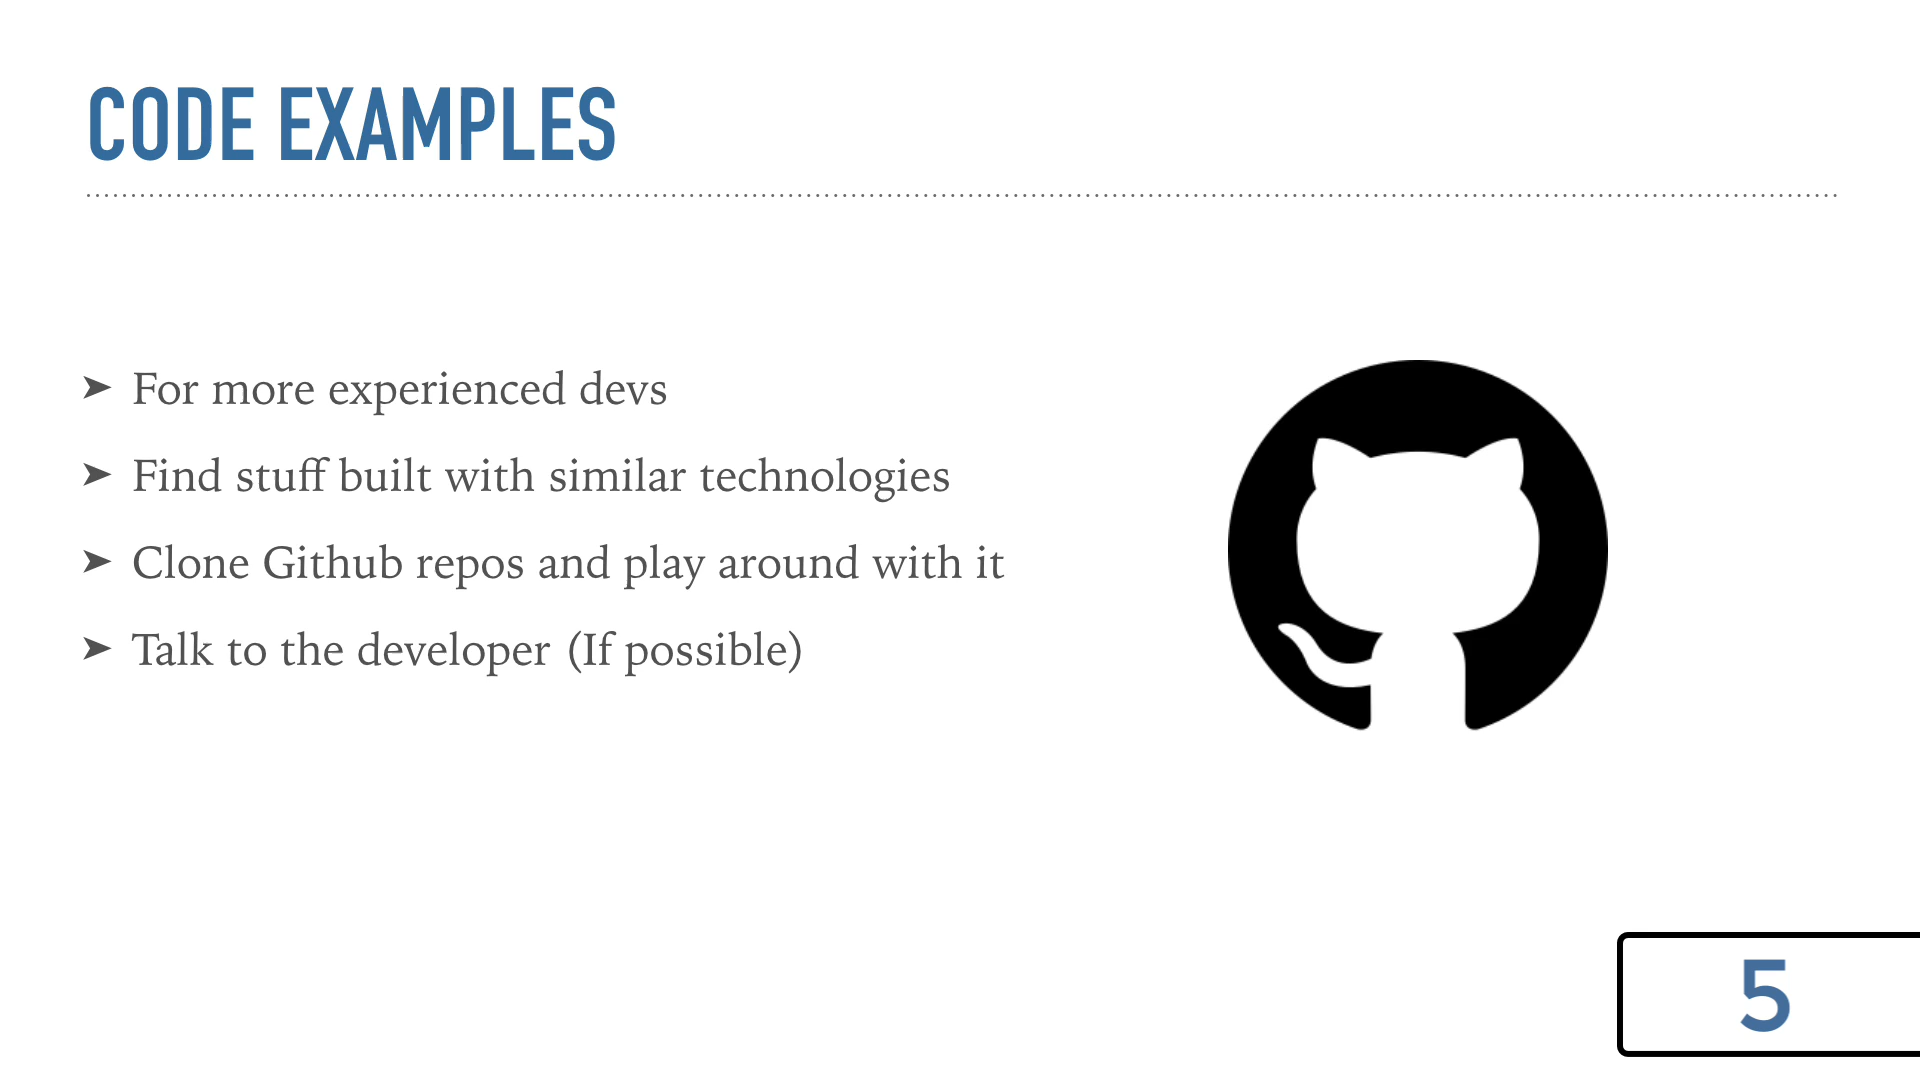 CODE EXAMPLES
➤ For more experienced devs
➤ Find stuff built with similar technologies
➤ Clone Github repos and play around with it
➤ Talk to the developer (If possible)
5